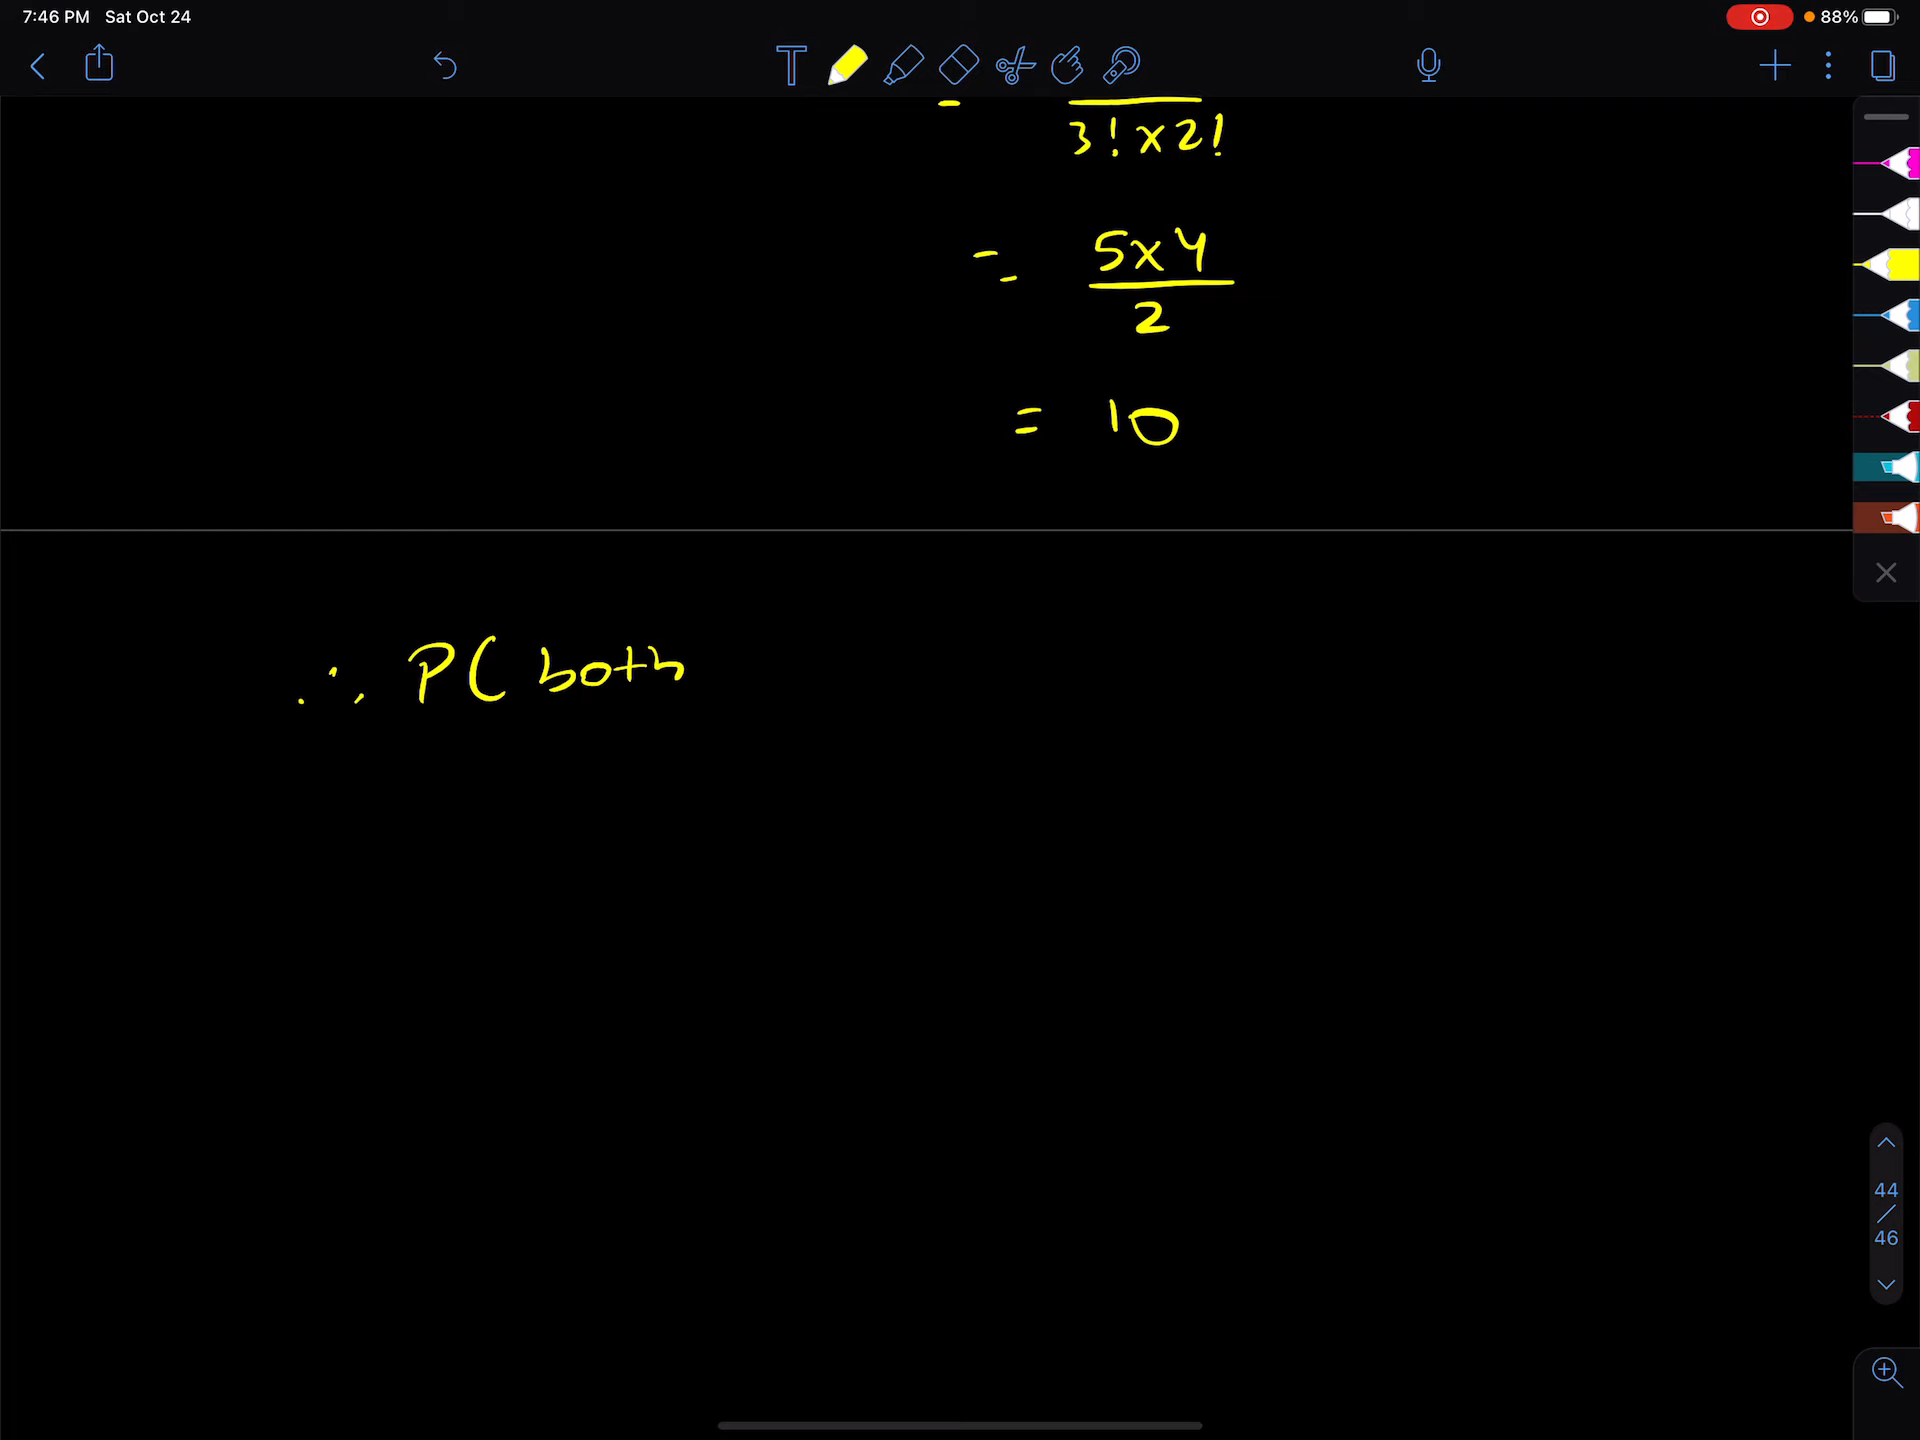 7:46 PM Sat Oct 24
88%
=
3! x 2!
= 5x4
2
= 10
∴ P( both
44
/
46